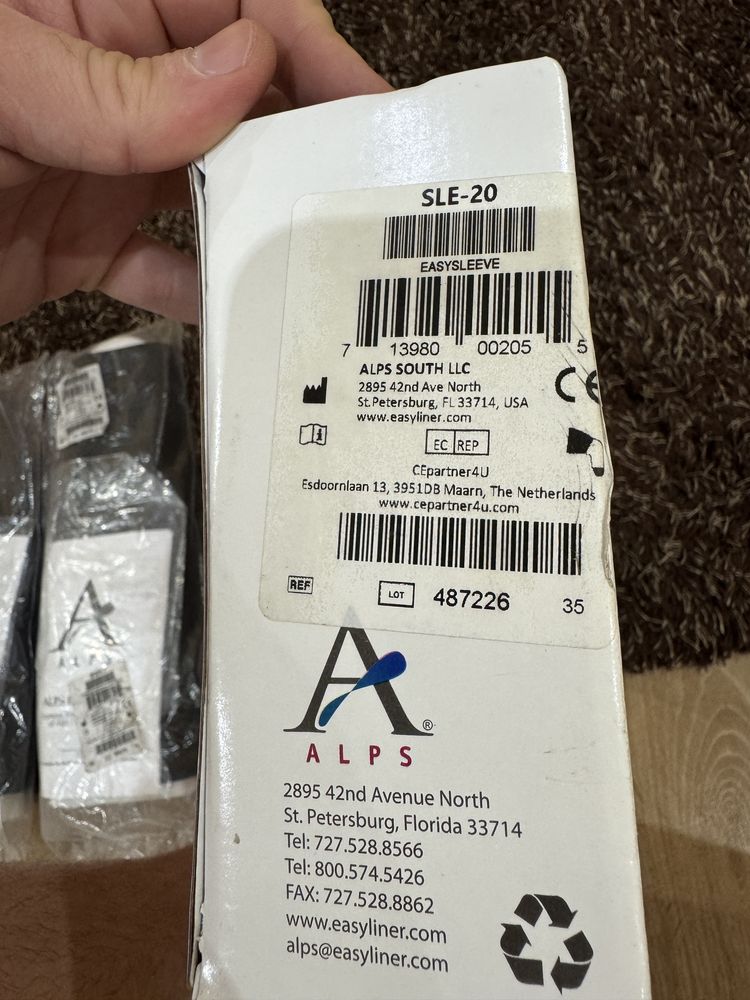 SLE-20
EASYSLEEVE
7 13980 00205 5
ALPS SOUTH LLC
2895 42nd Ave North
St.Petersburg, FL 33714, USA
www.easyliner.com
CE
EC REP
CEpartner4U
Esdoornlaan 13, 3951DB Maarn, The Netherlands
www.cepartner4u.com
REF
LOT 487226 35
A®
ALPS
2895 42nd Avenue North
St. Petersburg, Florida 33714
Tel: 727.528.8566
Tel: 800.574.5426
FAX: 727.528.8862
www.easyliner.com
alps@easyliner.com
A
ALPS